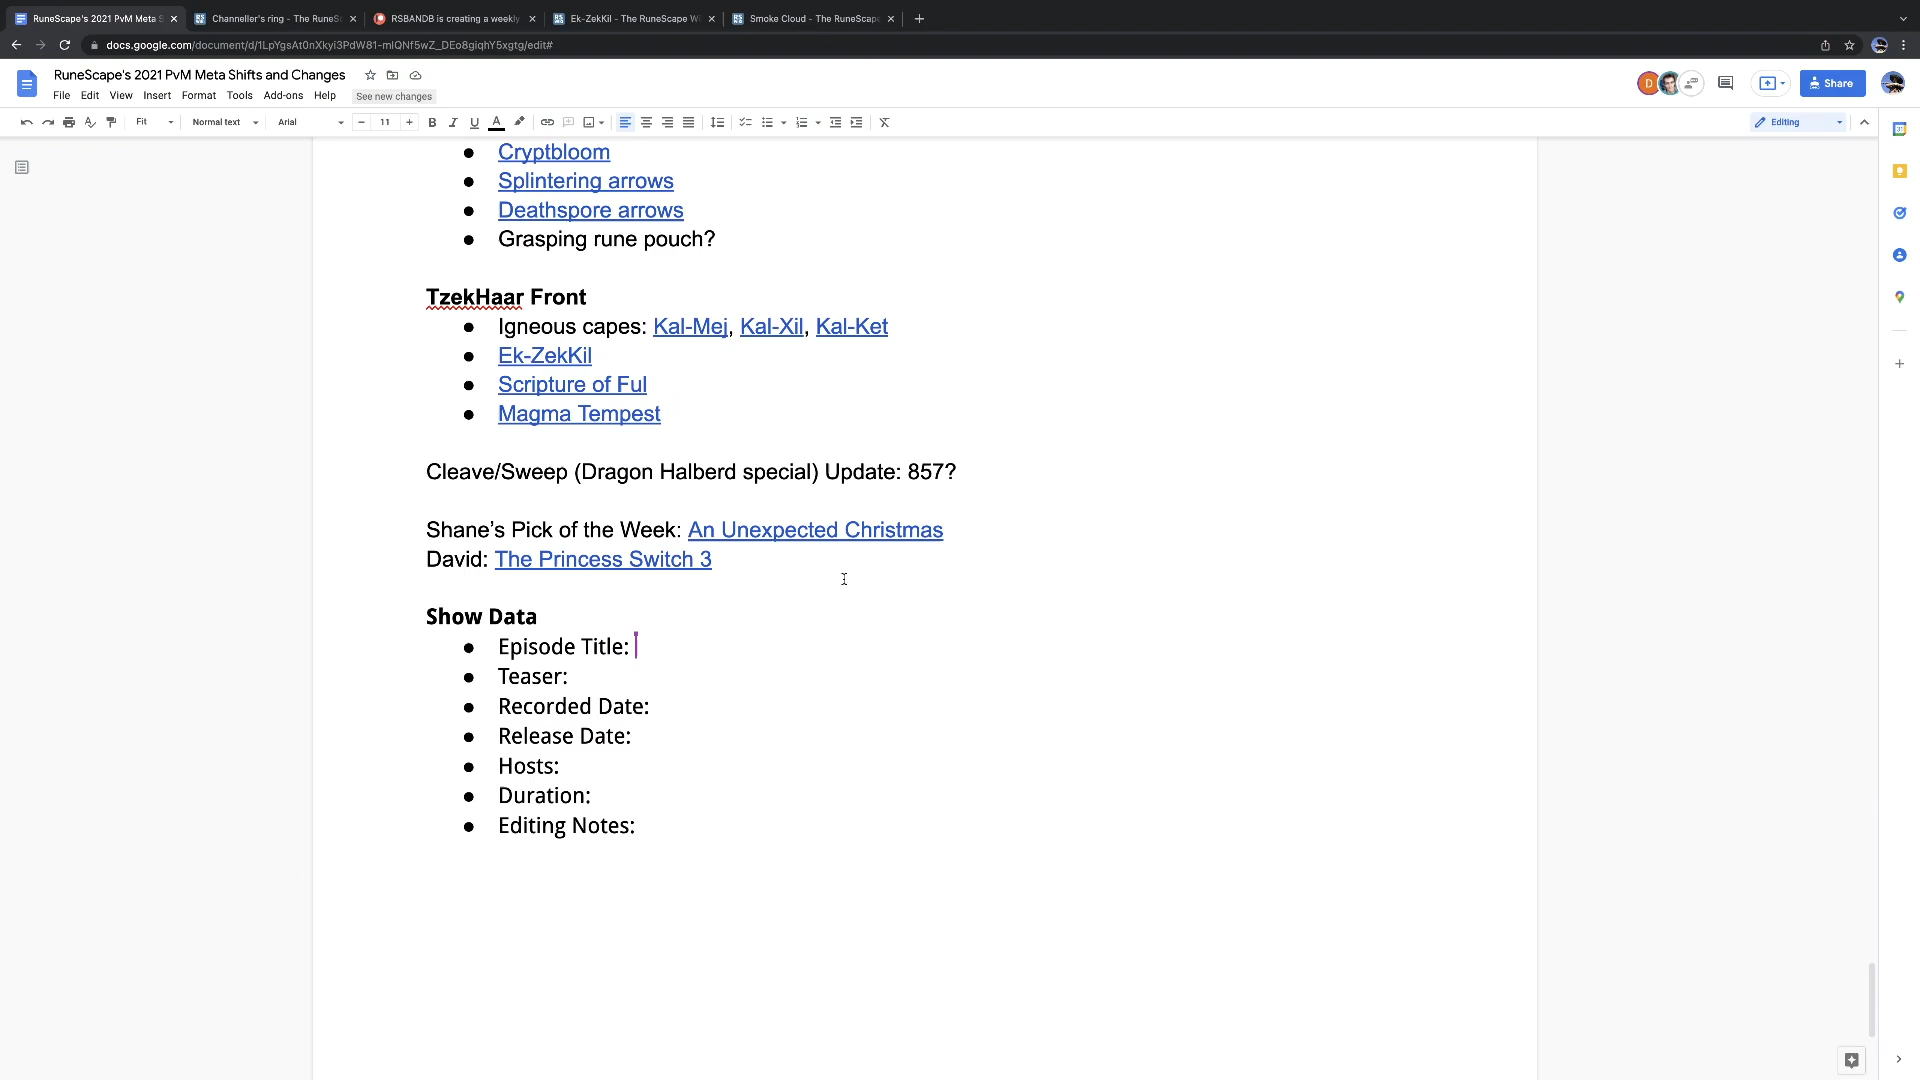 RuneScape's 2021 PvM Meta S
Channeller's ring - The RuneSc
RSBANDB is creating a weekly
Ek-ZekKil - The RuneScape Wi
Smoke Cloud - The RuneScape
docs.google.com/document/d/1LpYgsAt0nXkyi3PdW81-mIQNf5wZ_DEo8giqhY5xgtg/edit#
RuneScape's 2021 PvM Meta Shifts and Changes
File Edit View Insert Format Tools Add-ons Help See new changes
D
Share
Fit Normal text Arial 11 B I U A Editing
31
● Cryptbloom
● Splintering arrows
● Deathspore arrows
● Grasping rune pouch?
TzekHaar Front
● Igneous capes: Kal-Mej, Kal-Xil, Kal-Ket
● Ek-ZekKil
● Scripture of Ful
● Magma Tempest
Cleave/Sweep (Dragon Halberd special) Update: 857?
Shane’s Pick of the Week: An Unexpected Christmas
David: The Princess Switch 3
Show Data
● Episode Title:
● Teaser:
● Recorded Date:
● Release Date:
● Hosts:
● Duration:
● Editing Notes: